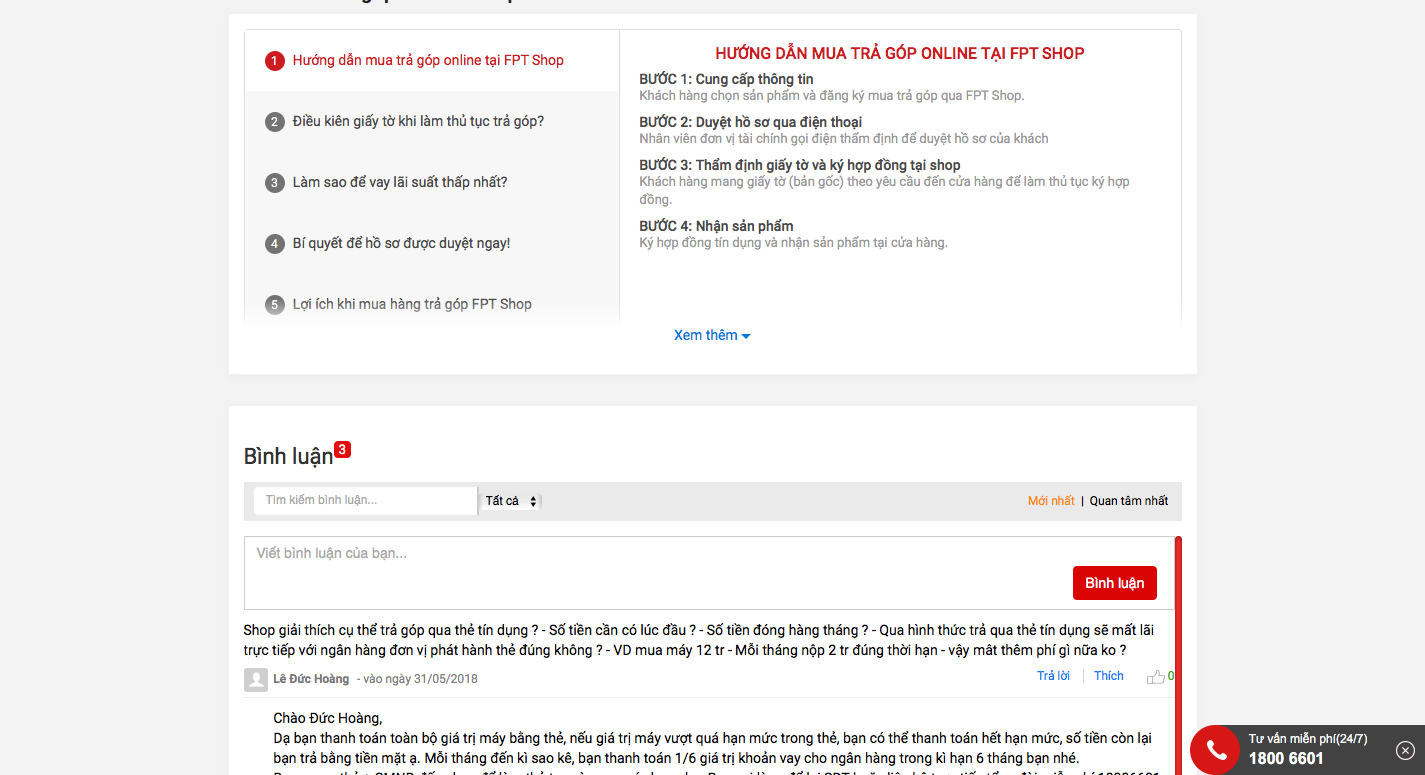 1 Hướng dẫn mua trả góp online tại FPT Shop
2 Điều kiên giấy tờ khi làm thủ tục trả góp?
3 Làm sao để vay lãi suất thấp nhất?
4 Bí quyết để hồ sơ được duyệt ngay!
5 Lợi ích khi mua hàng trả góp FPT Shop
HƯỚNG DẪN MUA TRẢ GÓP ONLINE TẠI FPT SHOP
BƯỚC 1: Cung cấp thông tin
Khách hàng chọn sản phẩm và đăng ký mua trả góp qua FPT Shop.
BƯỚC 2: Duyệt hồ sơ qua điện thoại
Nhân viên đơn vị tài chính gọi điện thẩm định để duyệt hồ sơ của khách
BƯỚC 3: Thẩm định giấy tờ và ký hợp đồng tại shop
Khách hàng mang giấy tờ (bản gốc) theo yêu cầu đến cửa hàng để làm thủ tục ký hợp
đồng.
BƯỚC 4: Nhận sản phẩm
Ký hợp đồng tín dụng và nhận sản phẩm tại cửa hàng.
Xem thêm
Bình luận 3
Tìm kiếm bình luận... Tất cả Mới nhất | Quan tâm nhất
Viết bình luận của bạn...
Bình luận
Shop giải thích cụ thể trả góp qua thẻ tín dụng ? - Số tiền cần có lúc đầu ? - Số tiền đóng hàng tháng ? - Qua hình thức trả qua thẻ tín dụng sẽ mất lãi
trực tiếp với ngân hàng đơn vị phát hành thẻ đúng không ? - VD mua máy 12 tr - Mỗi tháng nộp 2 tr đúng thời hạn - vậy mât thêm phí gì nữa ko ?
Lê Đức Hoàng - vào ngày 31/05/2018 Trả lời Thích 0
Chào Đức Hoàng,
Dạ bạn thanh toán toàn bộ giá trị máy bằng thẻ, nếu giá trị máy vượt quá hạn mức trong thẻ, bạn có thể thanh toán hết hạn mức, số tiền còn lại
bạn trả bằng tiền mặt ạ. Mỗi tháng đến kì sao kê, bạn thanh toán 1/6 giá trị khoản vay cho ngân hàng trong kì hạn 6 tháng bạn nhé.
Tư vấn miễn phí(24/7)
1800 6601